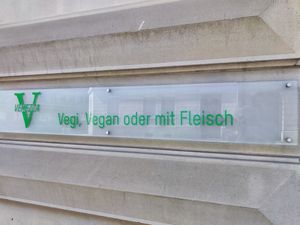 Vegi, Vegan oder mit Fleisch